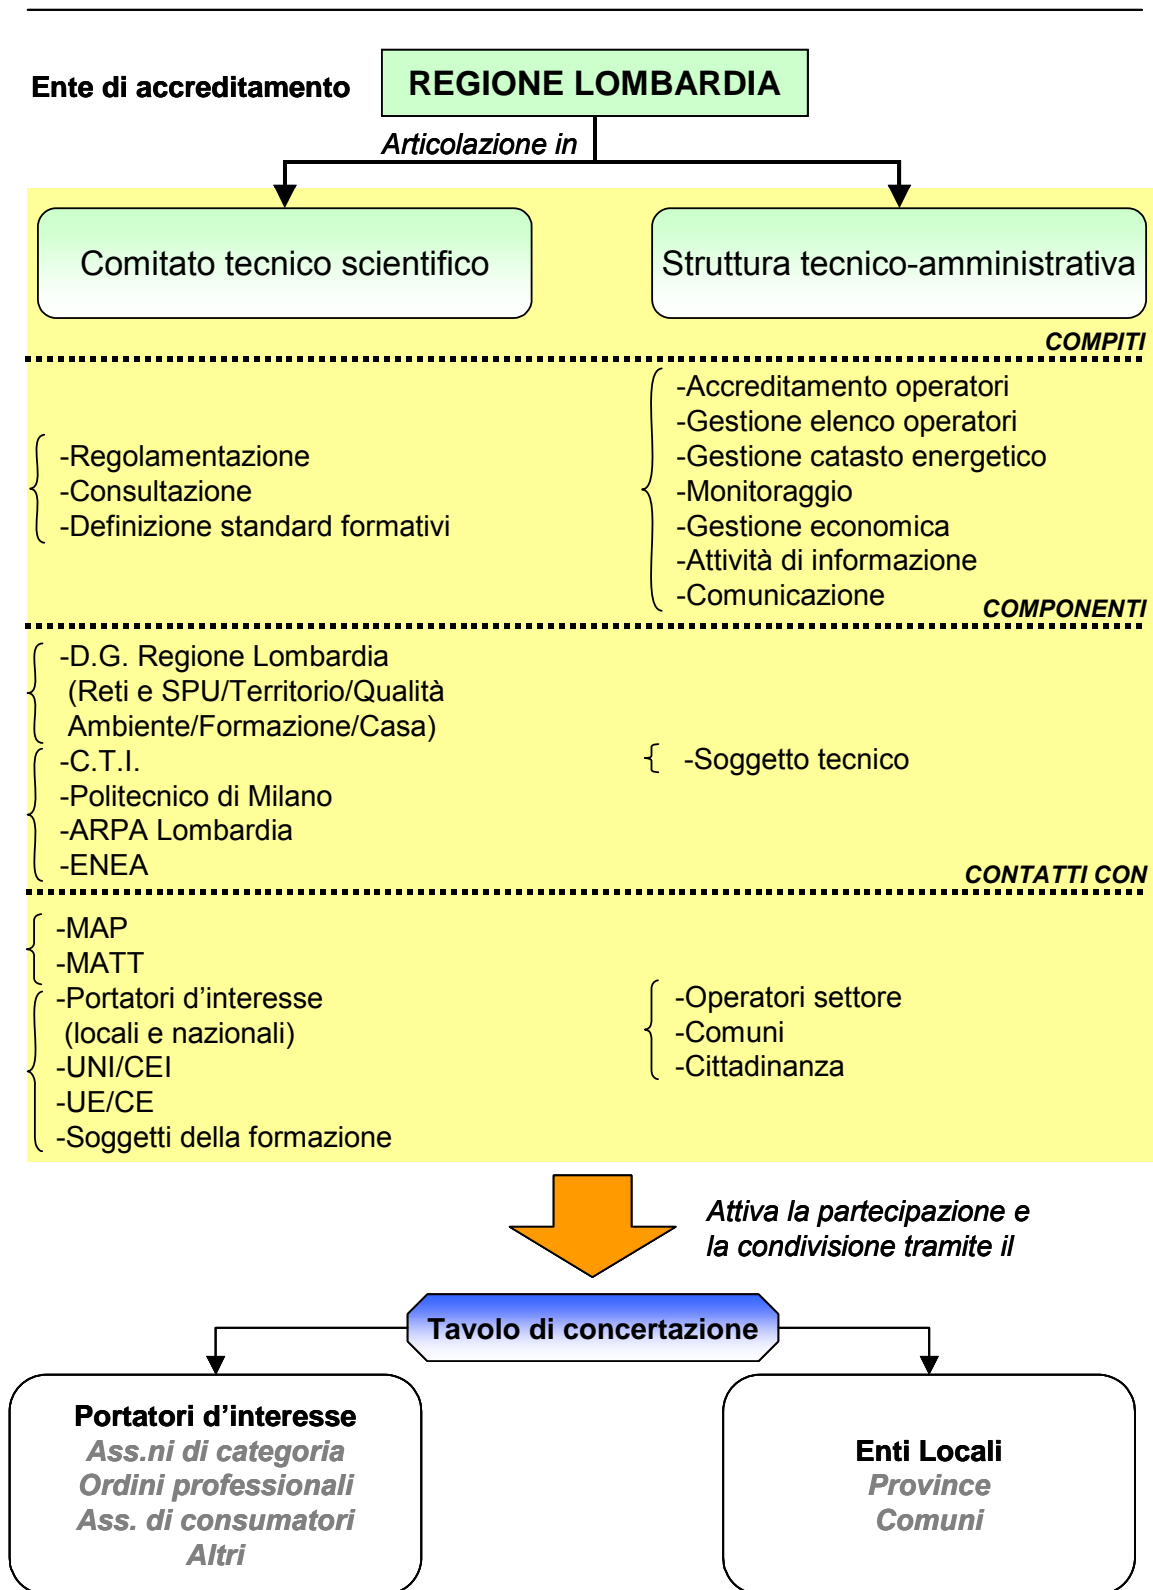 Ente di accreditamento
REGIONE LOMBARDIA
Articolazione in
Comitato tecnico scientifico
Struttura tecnico-amministrativa
COMPITI
-Regolamentazione
-Consultazione
-Definizione standard formativi
-Accreditamento operatori
-Gestione elenco operatori
-Gestione catasto energetico
-Monitoraggio
-Gestione economica
-Attività di informazione
-Comunicazione
COMPONENTI
-D.G. Regione Lombardia
(Reti e SPU/Territorio/Qualità
Ambiente/Formazione/Casa)
-C.T.I.
-Politecnico di Milano
-ARPA Lombardia
-ENEA
-Soggetto tecnico
CONTATTI CON
-MAP
-MATT
-Portatori d’interesse
(locali e nazionali)
-UNI/CEI
-UE/CE
-Soggetti della formazione
-Operatori settore
-Comuni
-Cittadinanza
Attiva la partecipazione e
la condivisione tramite il
Tavolo di concertazione
Portatori d’interesse
Ass.ni di categoria
Ordini professionali
Ass. di consumatori
Altri
Enti Locali
Province
Comuni